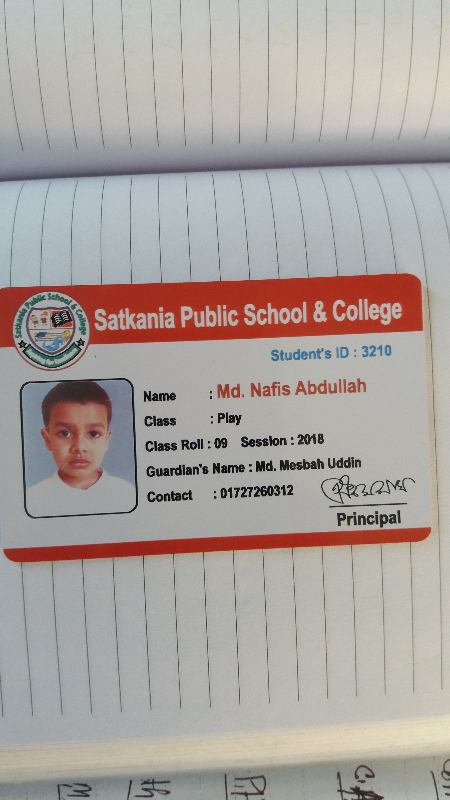 Satkania Public School & College
Satkania Public School & College
Student's ID : 3210
Name : Md. Nafis Abdullah
Class : Play
Class Roll : 09 Session : 2018
Guardian's Name : Md. Mesbah Uddin
Contact : 01727260312
Principal